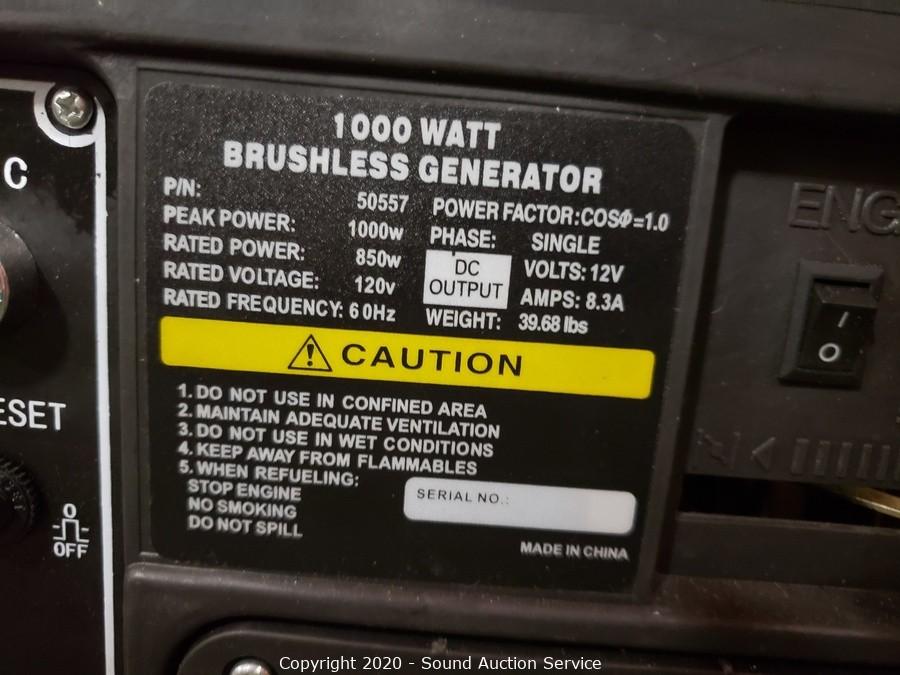 C
1000 WATT
BRUSHLESS GENERATOR
P/N: 50557
PEAK POWER: 1000w
RATED POWER: 850w
RATED VOLTAGE: 120v
RATED FREQUENCY: 60Hz
POWER FACTOR:COSΦ=1.0
PHASE: SINGLE
DC
OUTPUT
VOLTS: 12V
AMPS: 8.3A
WEIGHT: 39.68 lbs
CAUTION
1. DO NOT USE IN CONFINED AREA
2. MAINTAIN ADEQUATE VENTILATION
3. DO NOT USE IN WET CONDITIONS
4. KEEP AWAY FROM FLAMMABLES
5. WHEN REFUELING:
STOP ENGINE
NO SMOKING
DO NOT SPILL
SERIAL NO.:
MADE IN CHINA
ESET
OFF
ENG
Copyright 2020 - Sound Auction Service